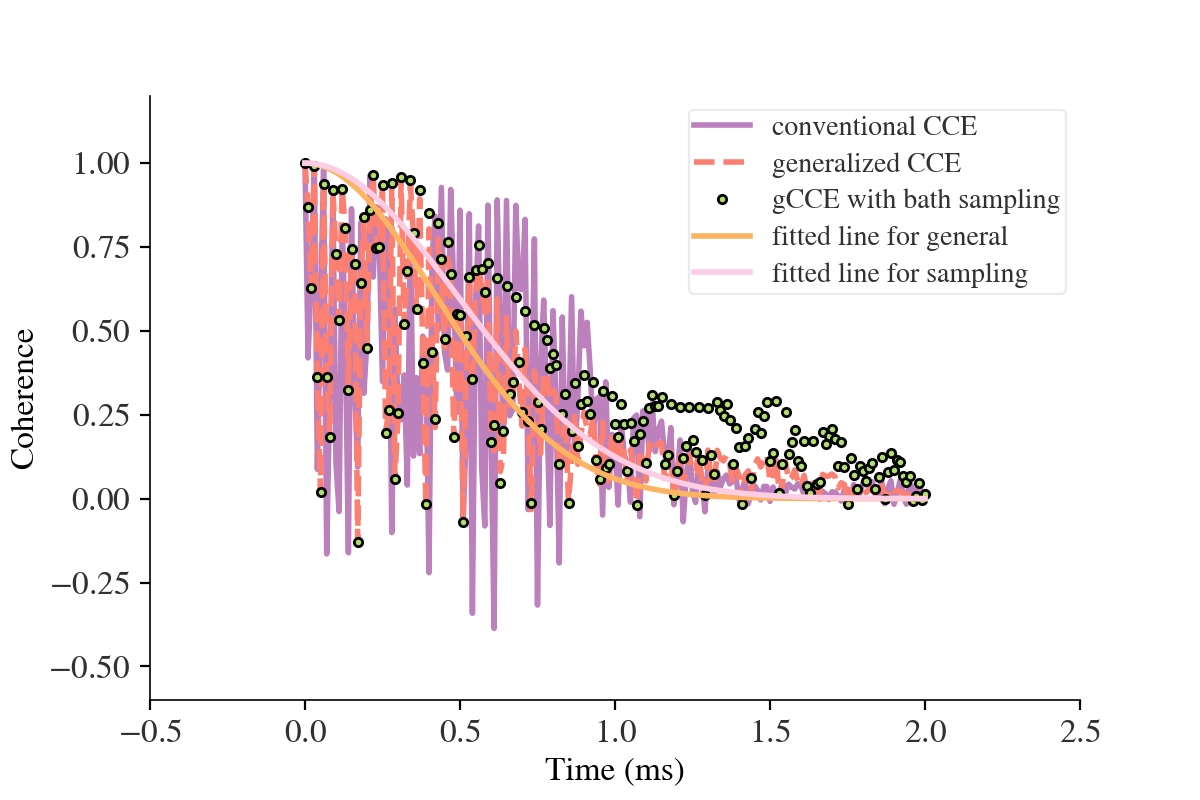 conventional CCE
generalized CCE
gCCE with bath sampling
fitted line for general
fitted line for sampling
1.00
0.75
0.50
0.25
0.00
−0.25
−0.50
Coherence
−0.5 0.0 0.5 1.0 1.5 2.0 2.5
Time (ms)